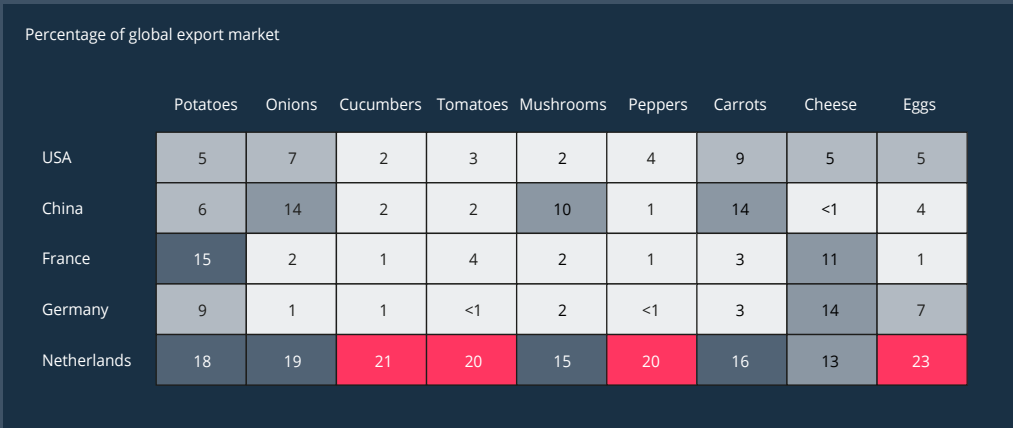 Percentage of global export market
Potatoes Onions Cucumbers Tomatoes Mushrooms Peppers Carrots Cheese Eggs
USA 5 7 2 3 2 4 9 5 5
China 6 14 2 2 10 1 14 <1 4
France 15 2 1 4 2 1 3 11 1
Germany 9 1 1 <1 2 <1 3 14 7
Netherlands 18 19 21 20 15 20 16 13 23